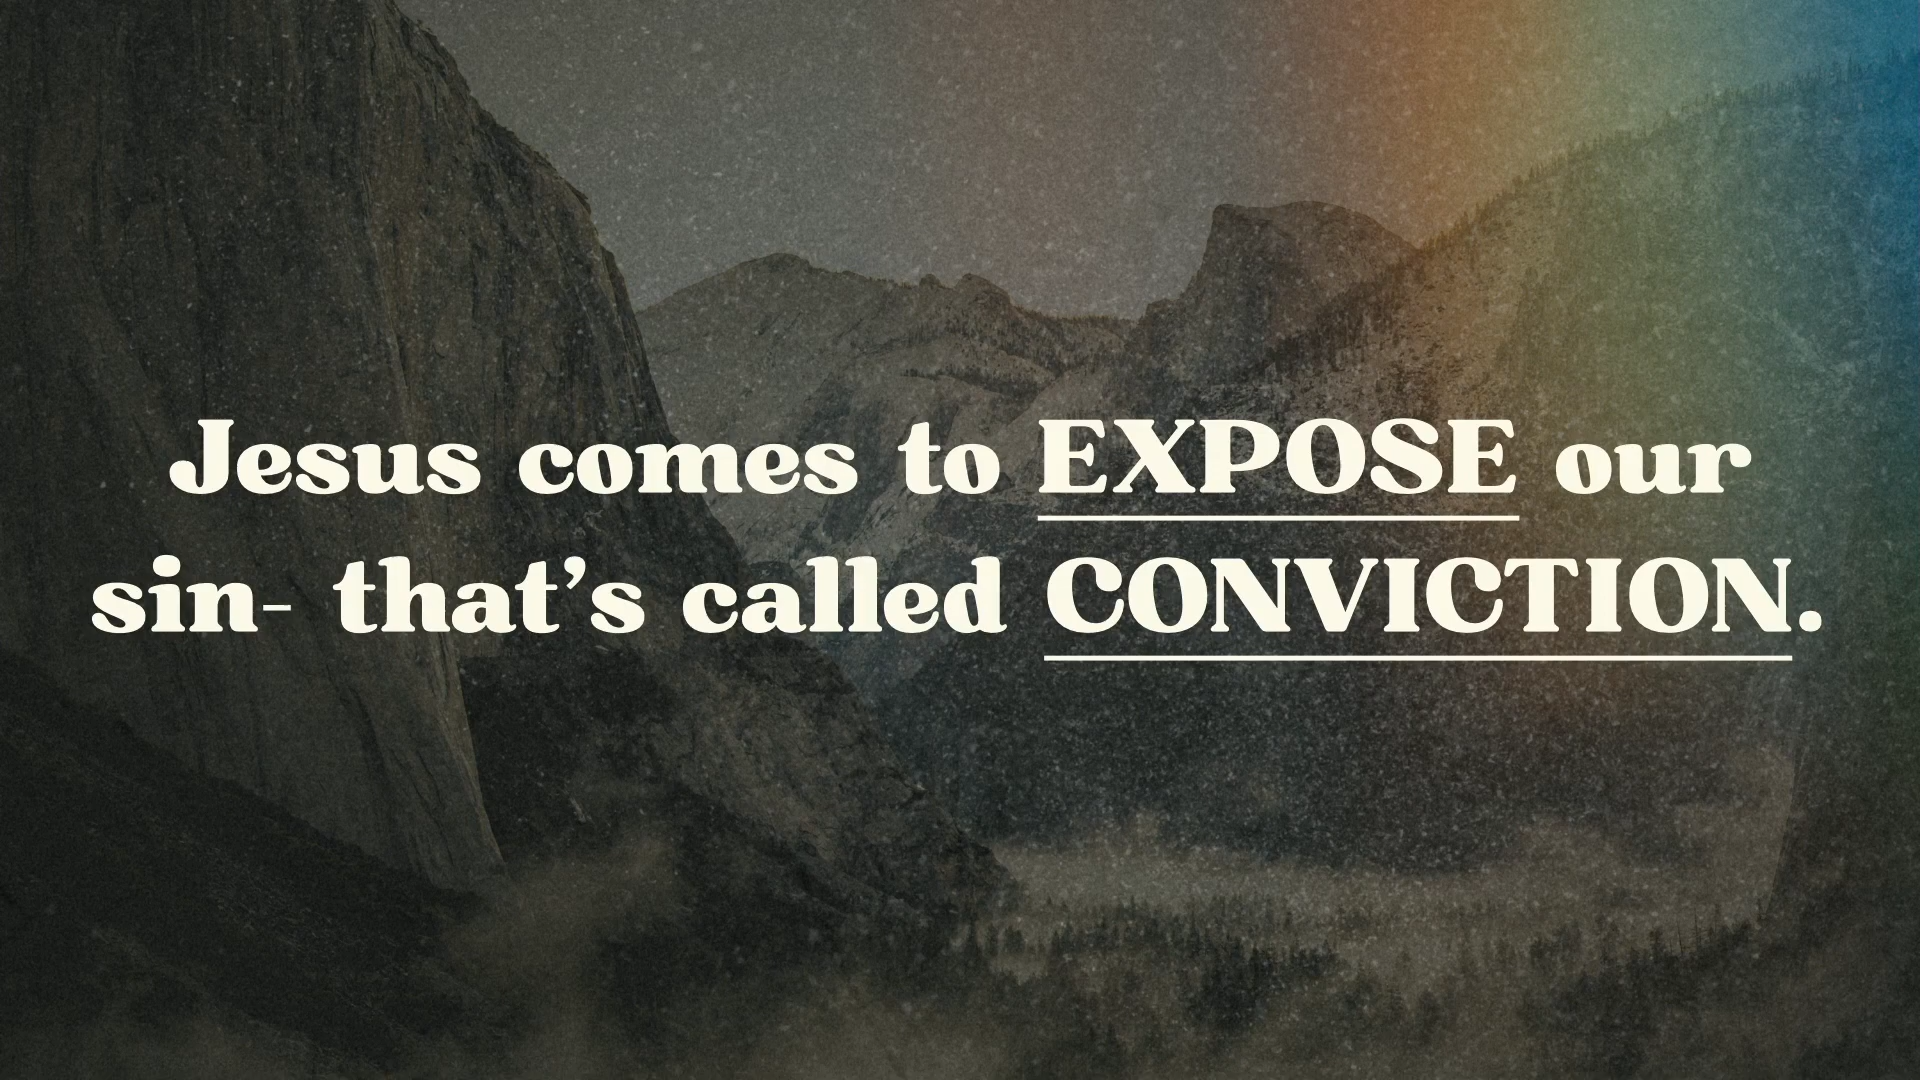 Jesus comes to EXPOSE our
sin- that’s called CONVICTION.